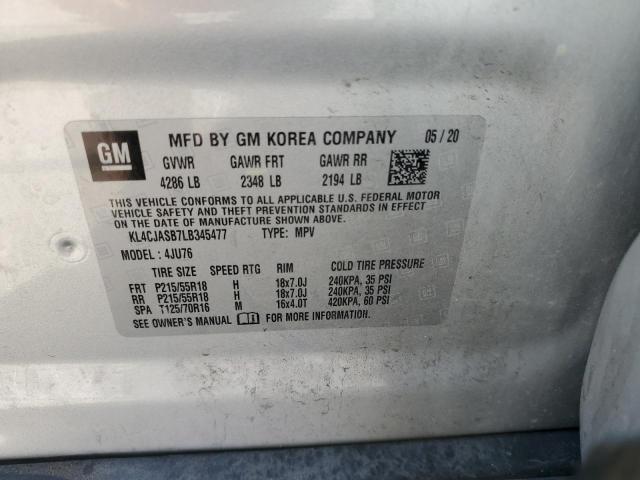 GM
MFD BY GM KOREA COMPANY 05/20
GVWR GAWR FRT GAWR RR
4286 LB 2348 LB 2194 LB
THIS VEHICLE CONFORMS TO ALL APPLICABLE U.S. FEDERAL MOTOR
VEHICLE SAFETY AND THEFT PREVENTION STANDARDS IN EFFECT ON
THE DATE OF MANUFACTURE SHOWN ABOVE.
KL4CJASB7LB345477 TYPE: MPV
MODEL: 4JU76
TIRE SIZE SPEED RTG RIM COLD TIRE PRESSURE
FRT P215/55R18 H 18x7.0J 240KPA, 35 PSI
RR P215/55R18 H 18x7.0J 240KPA, 35 PSI
SPA T125/70R16 M 16x4.0T 420KPA, 60 PSI
SEE OWNER'S MANUAL FOR MORE INFORMATION.